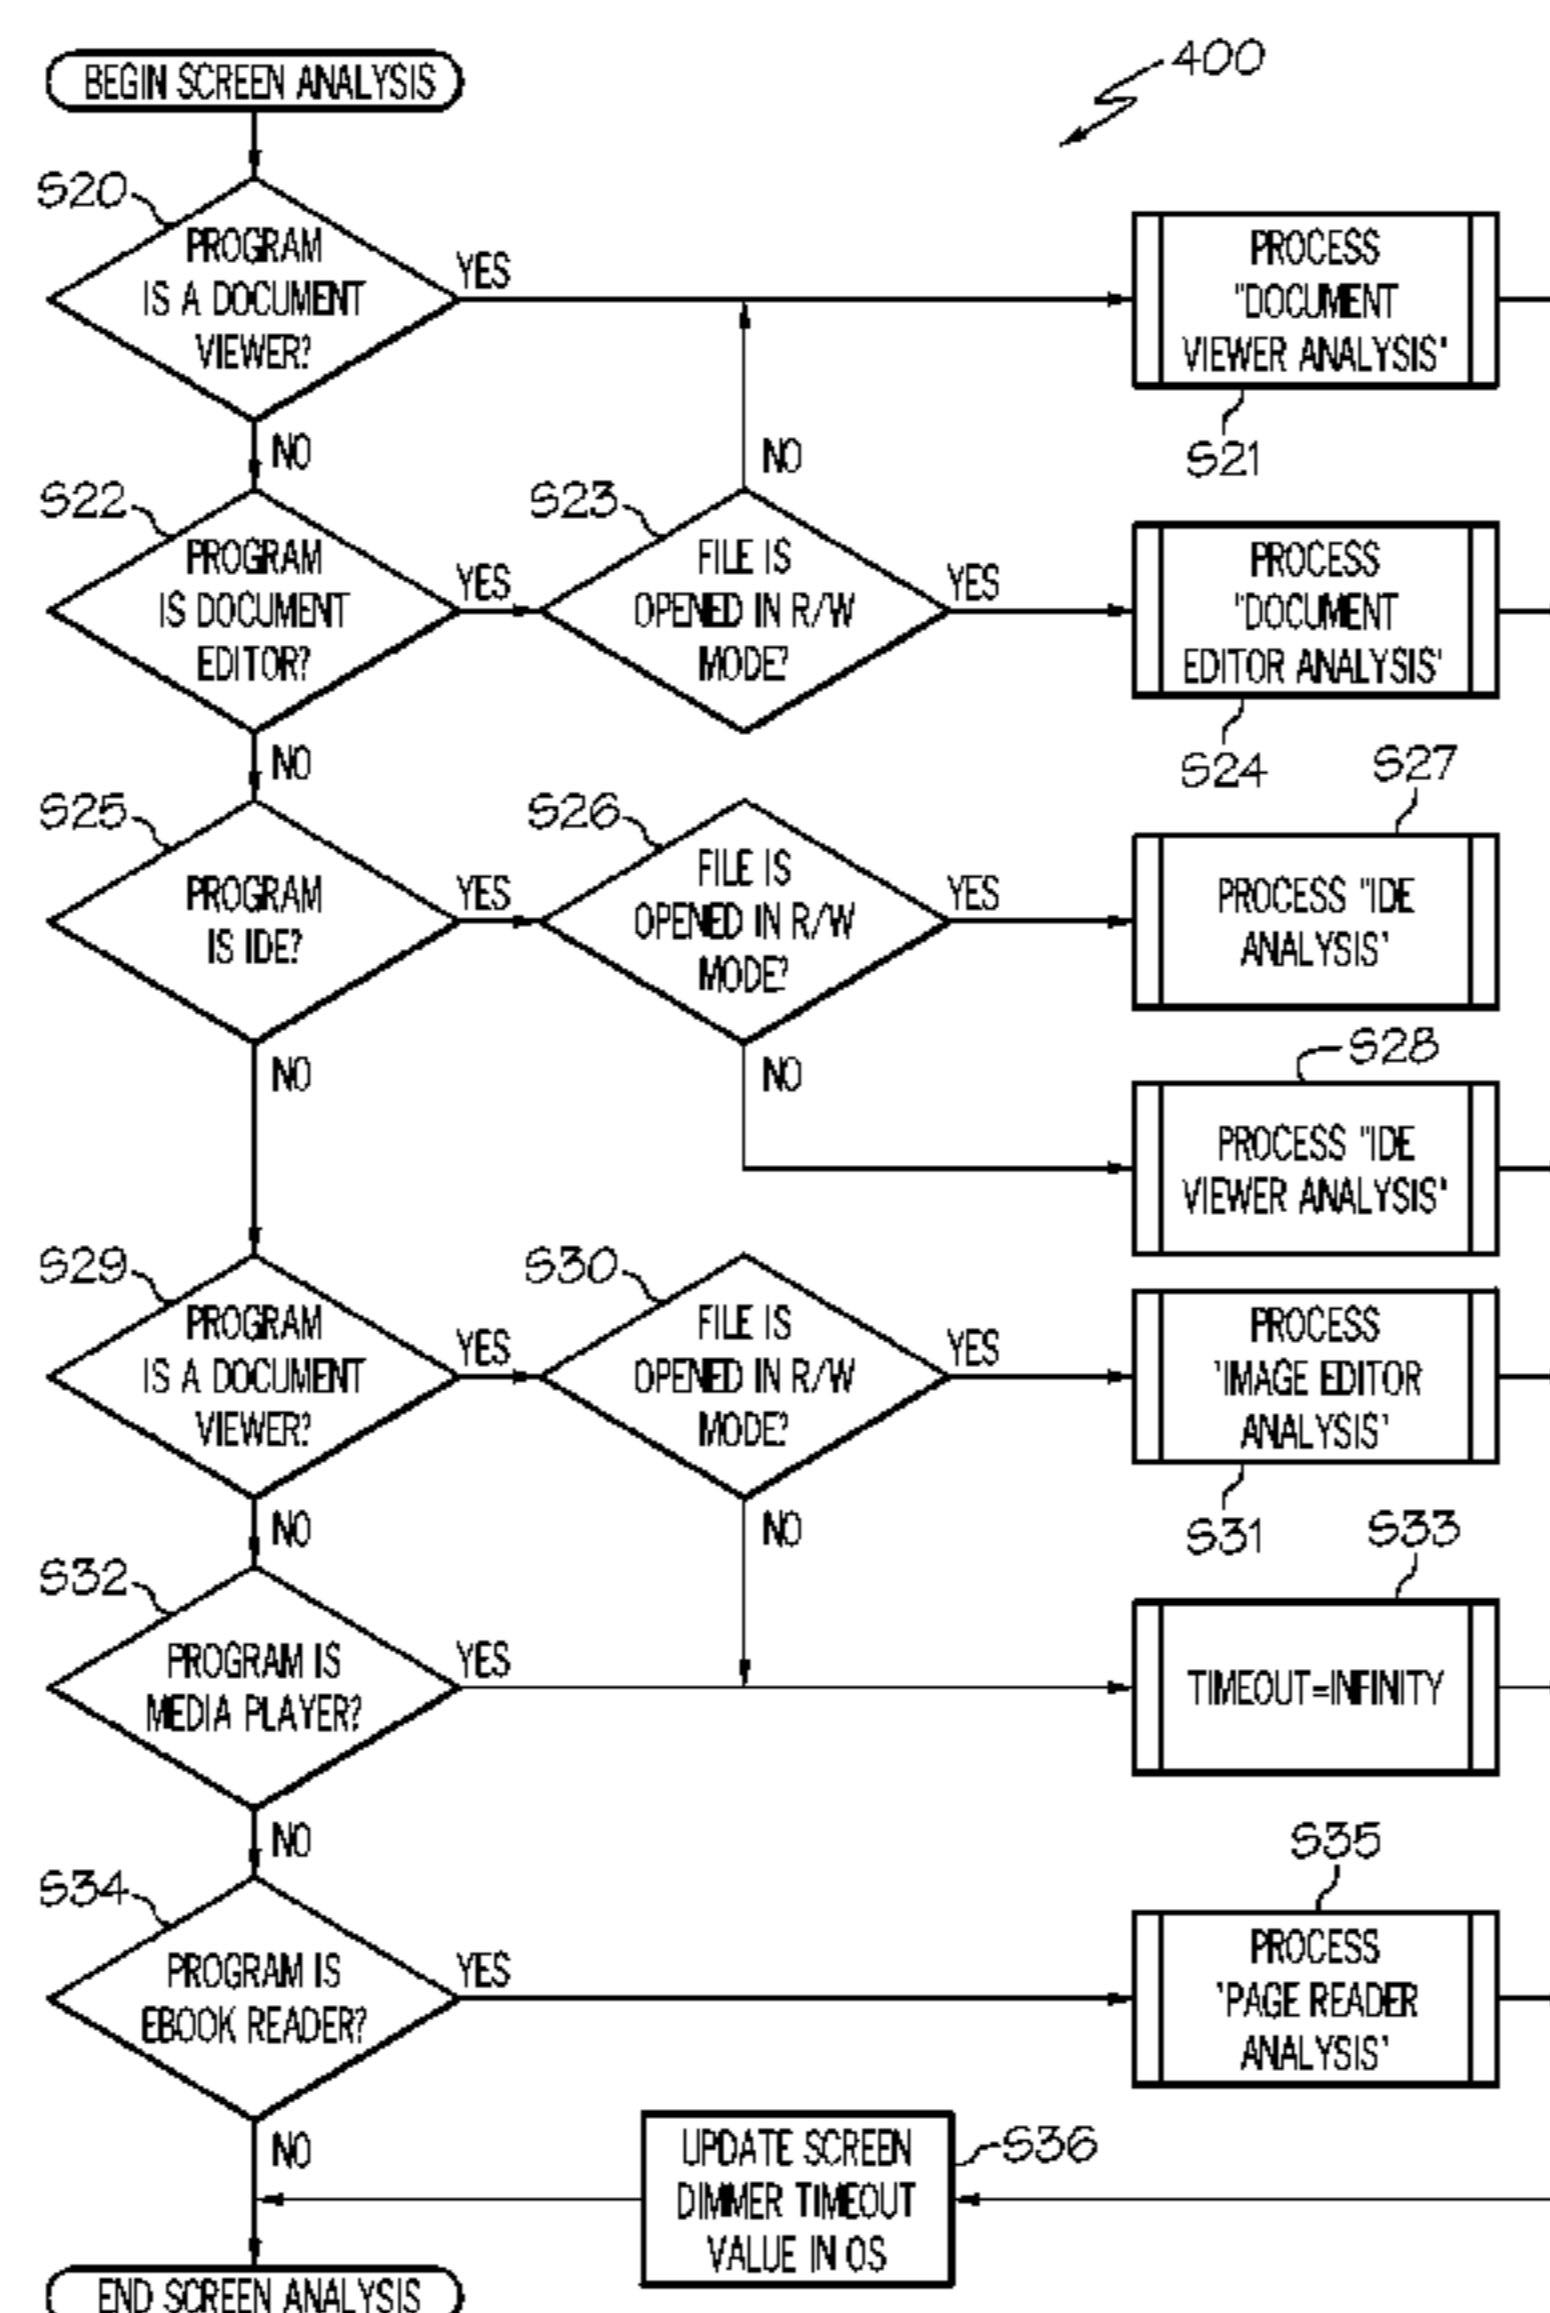 BEGIN SCREEN ANALYSIS
400
S20
PROGRAM
IS A DOCUMENT
VIEWER?
YES
NO
PROCESS
"DOCUMENT
VIEWER ANALYSIS"
S21
S22
PROGRAM
IS DOCUMENT
EDITOR?
YES
NO
S23
FILE IS
OPENED IN R/W
MODE?
NO
YES
PROCESS
"DOCUMENT
EDITOR ANALYSIS"
S24
S25
PROGRAM
IS IDE?
YES
NO
S26
FILE IS
OPENED IN R/W
MODE?
YES
NO
S27
PROCESS "IDE
ANALYSIS"
S28
PROCESS "IDE
VIEWER ANALYSIS"
S29
PROGRAM
IS A DOCUMENT
VIEWER?
YES
NO
S30
FILE IS
OPENED IN R/W
MODE?
YES
NO
PROCESS
"IMAGE EDITOR
ANALYSIS"
S31
S32
PROGRAM IS
MEDIA PLAYER?
YES
NO
S33
TIMEOUT=INFINITY
S34
PROGRAM IS
EBOOK READER?
YES
NO
S35
PROCESS
"PAGE READER
ANALYSIS"
UPDATE SCREEN
DIMMER TIMEOUT
VALUE IN OS
S36
END SCREEN ANALYSIS